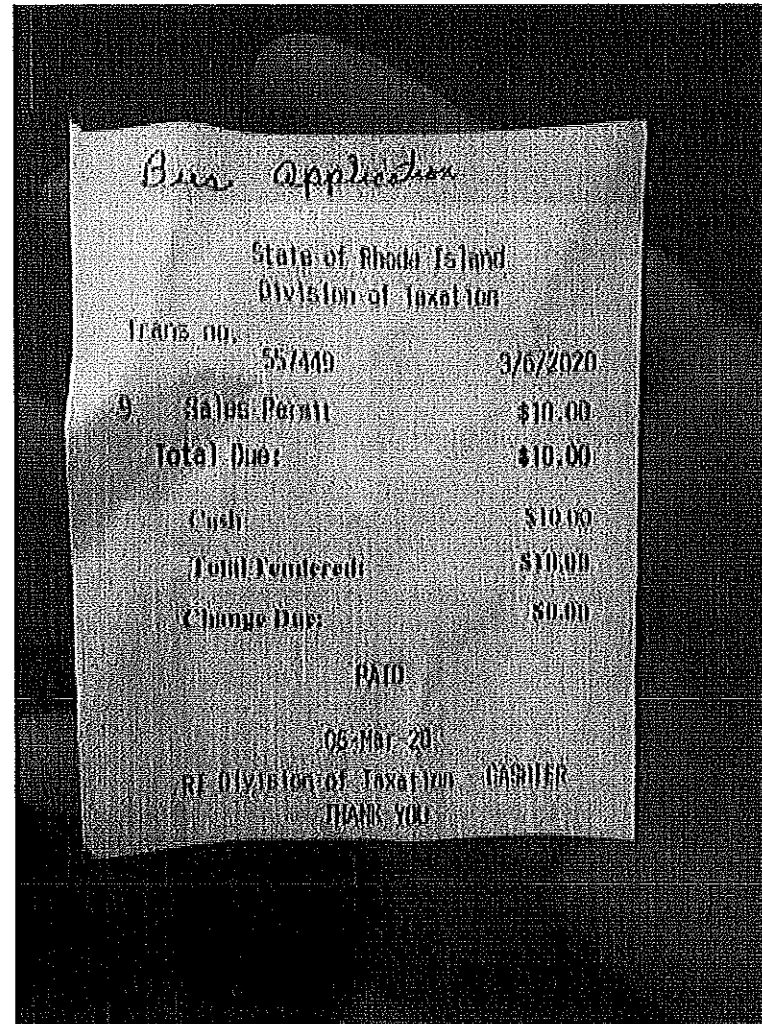 Bus. Application
State of Rhode Island
Division of Taxation
Trans no.
557449 3/6/2020
9 Sales Permit $10.00
Total Due: $10.00
Cash $10.00
Total Tendered: $10.00
Change Due: $0.00
PAID
06-Mar 20
RI Division of Taxation CASHIER
THANK YOU